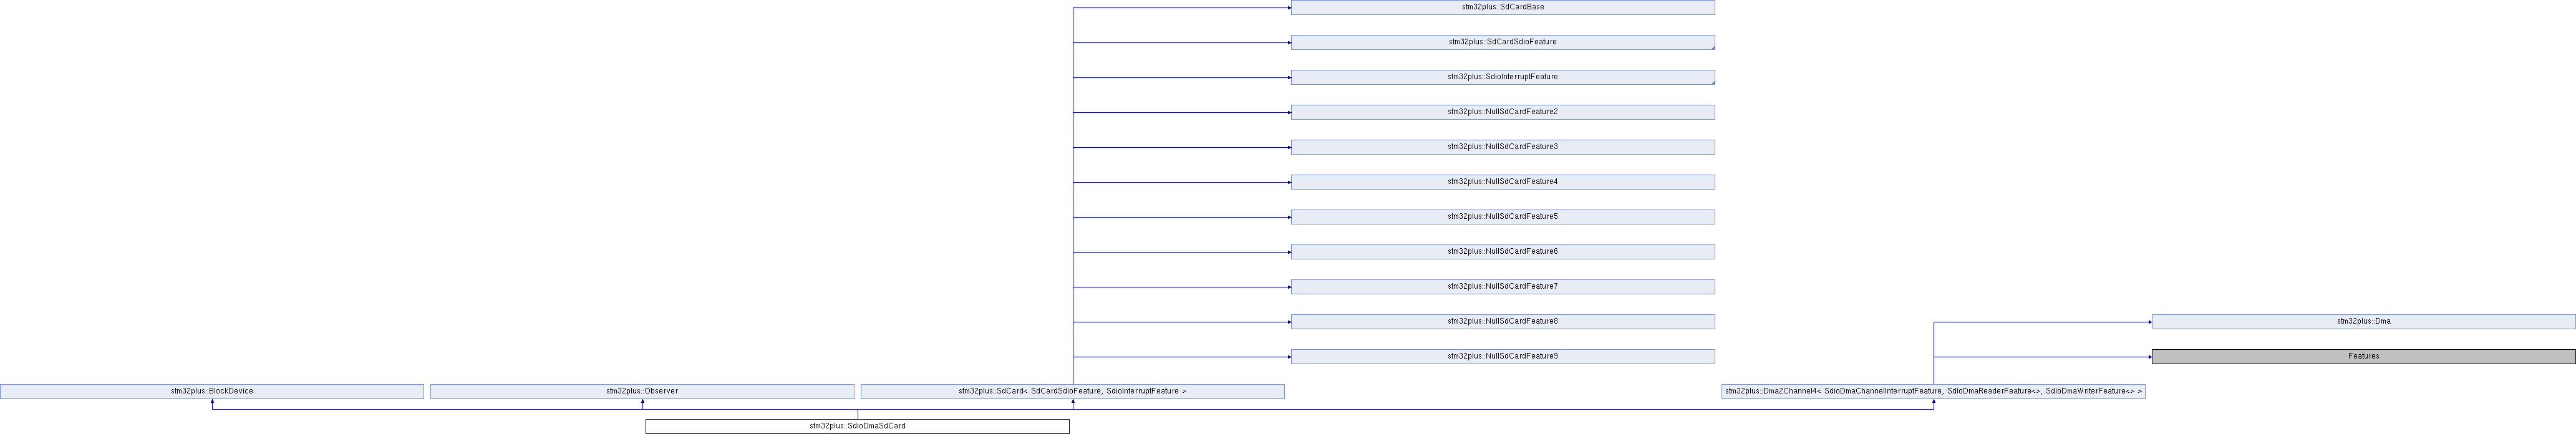 stm32plus::SdCardBase
stm32plus::SdCardSdioFeature
stm32plus::SdioInterruptFeature
stm32plus::NullSdCardFeature2
stm32plus::NullSdCardFeature3
stm32plus::NullSdCardFeature4
stm32plus::NullSdCardFeature5
stm32plus::NullSdCardFeature6
stm32plus::NullSdCardFeature7
stm32plus::NullSdCardFeature8
stm32plus::Dma
stm32plus::NullSdCardFeature9
Features
stm32plus::BlockDevice
stm32plus::Observer
stm32plus::SdCard< SdCardSdioFeature, SdioInterruptFeature >
stm32plus::Dma2Channel4< SdioDmaChannelInterruptFeature, SdioDmaReaderFeature<>, SdioDmaWriterFeature<> >
stm32plus::SdioDmaSdCard